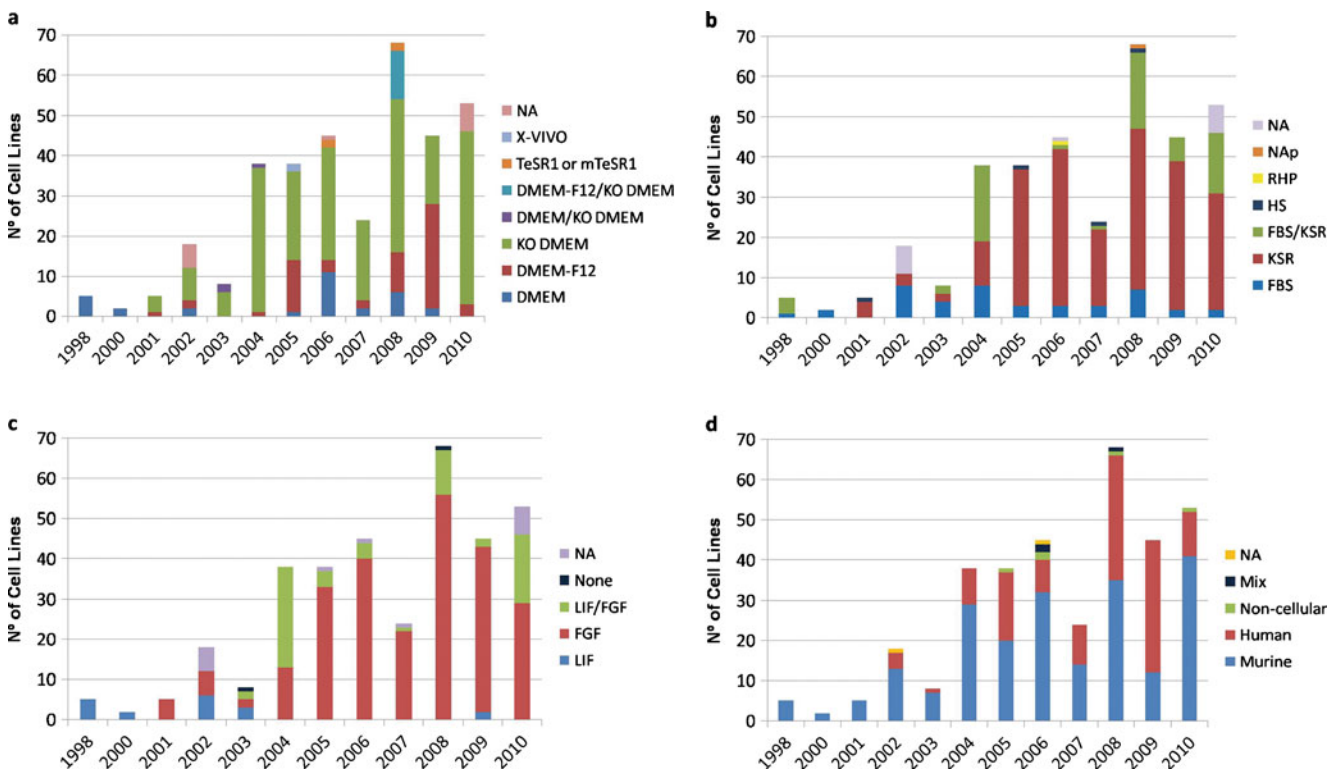 a
Nº of Cell Lines
70
60
50
40
30
20
10
0
1998
2000
2001
2002
2003
2004
2005
2006
2007
2008
2009
2010
NA
X-VIVO
TeSR1 or mTeSR1
DMEM-F12/KO DMEM
DMEM/KO DMEM
KO DMEM
DMEM-F12
DMEM
b
Nº of Cell Lines
70
60
50
40
30
20
10
0
1998
2000
2001
2002
2003
2004
2005
2006
2007
2008
2009
2010
NA
NAp
RHP
HS
FBS/KSR
KSR
FBS
c
Nº of Cell Lines
70
60
50
40
30
20
10
0
1998
2000
2001
2002
2003
2004
2005
2006
2007
2008
2009
2010
NA
None
LIF/FGF
FGF
LIF
d
Nº of Cell Lines
70
60
50
40
30
20
10
0
1998
2000
2001
2002
2003
2004
2005
2006
2007
2008
2009
2010
NA
Mix
Non-cellular
Human
Murine